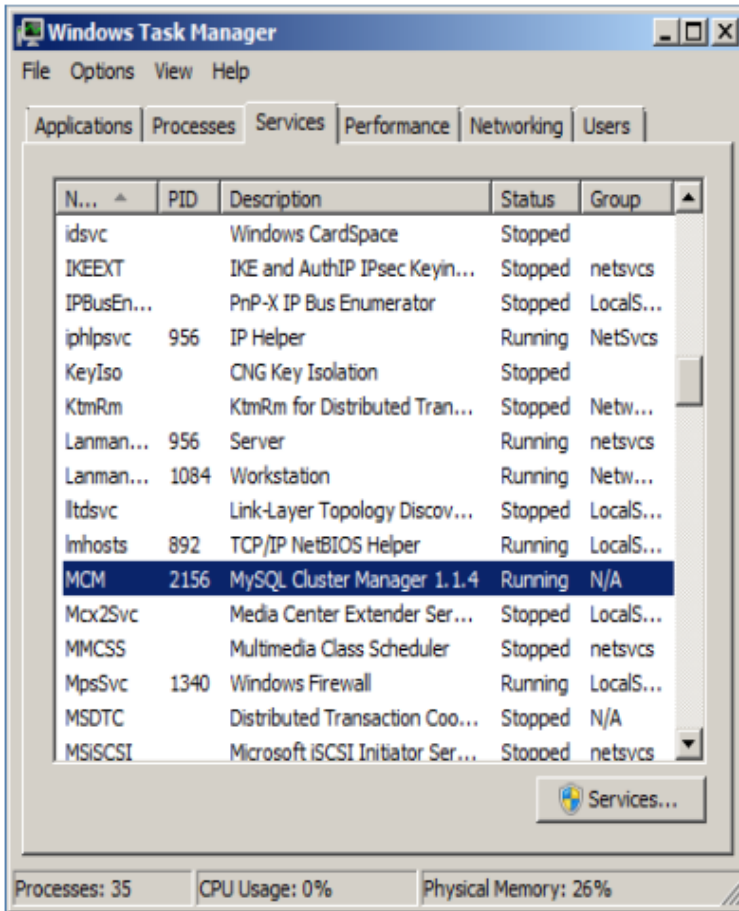 Windows Task Manager
File Options View Help
Applications Processes Services Performance Networking Users
N... PID Description Status Group
idsvc Windows CardSpace Stopped
IKEEXT IKE and AuthIP IPsec Keyin... Stopped netsvcs
IPBusEn... PnP-X IP Bus Enumerator Stopped LocalS...
iphlpsvc 956 IP Helper Running NetSvcs
KeyIso CNG Key Isolation Stopped
KtmRm KtmRm for Distributed Tran... Stopped Netw...
Lanman... 956 Server Running netsvcs
Lanman... 1084 Workstation Running Netw...
lltdsvc Link-Layer Topology Discov... Stopped LocalS...
lmhosts 892 TCP/IP NetBIOS Helper Running LocalS...
MCM 2156 MySQL Cluster Manager 1.1.4 Running N/A
Mcx2Svc Media Center Extender Ser... Stopped LocalS...
MMCSS Multimedia Class Scheduler Stopped netsvcs
MpsSvc 1340 Windows Firewall Running LocalS...
MSDTC Distributed Transaction Coo... Stopped N/A
MSiSCSI Microsoft iSCSI Initiator Ser... Stopped netsvcs
Services...
Processes: 35 CPU Usage: 0% Physical Memory: 26%